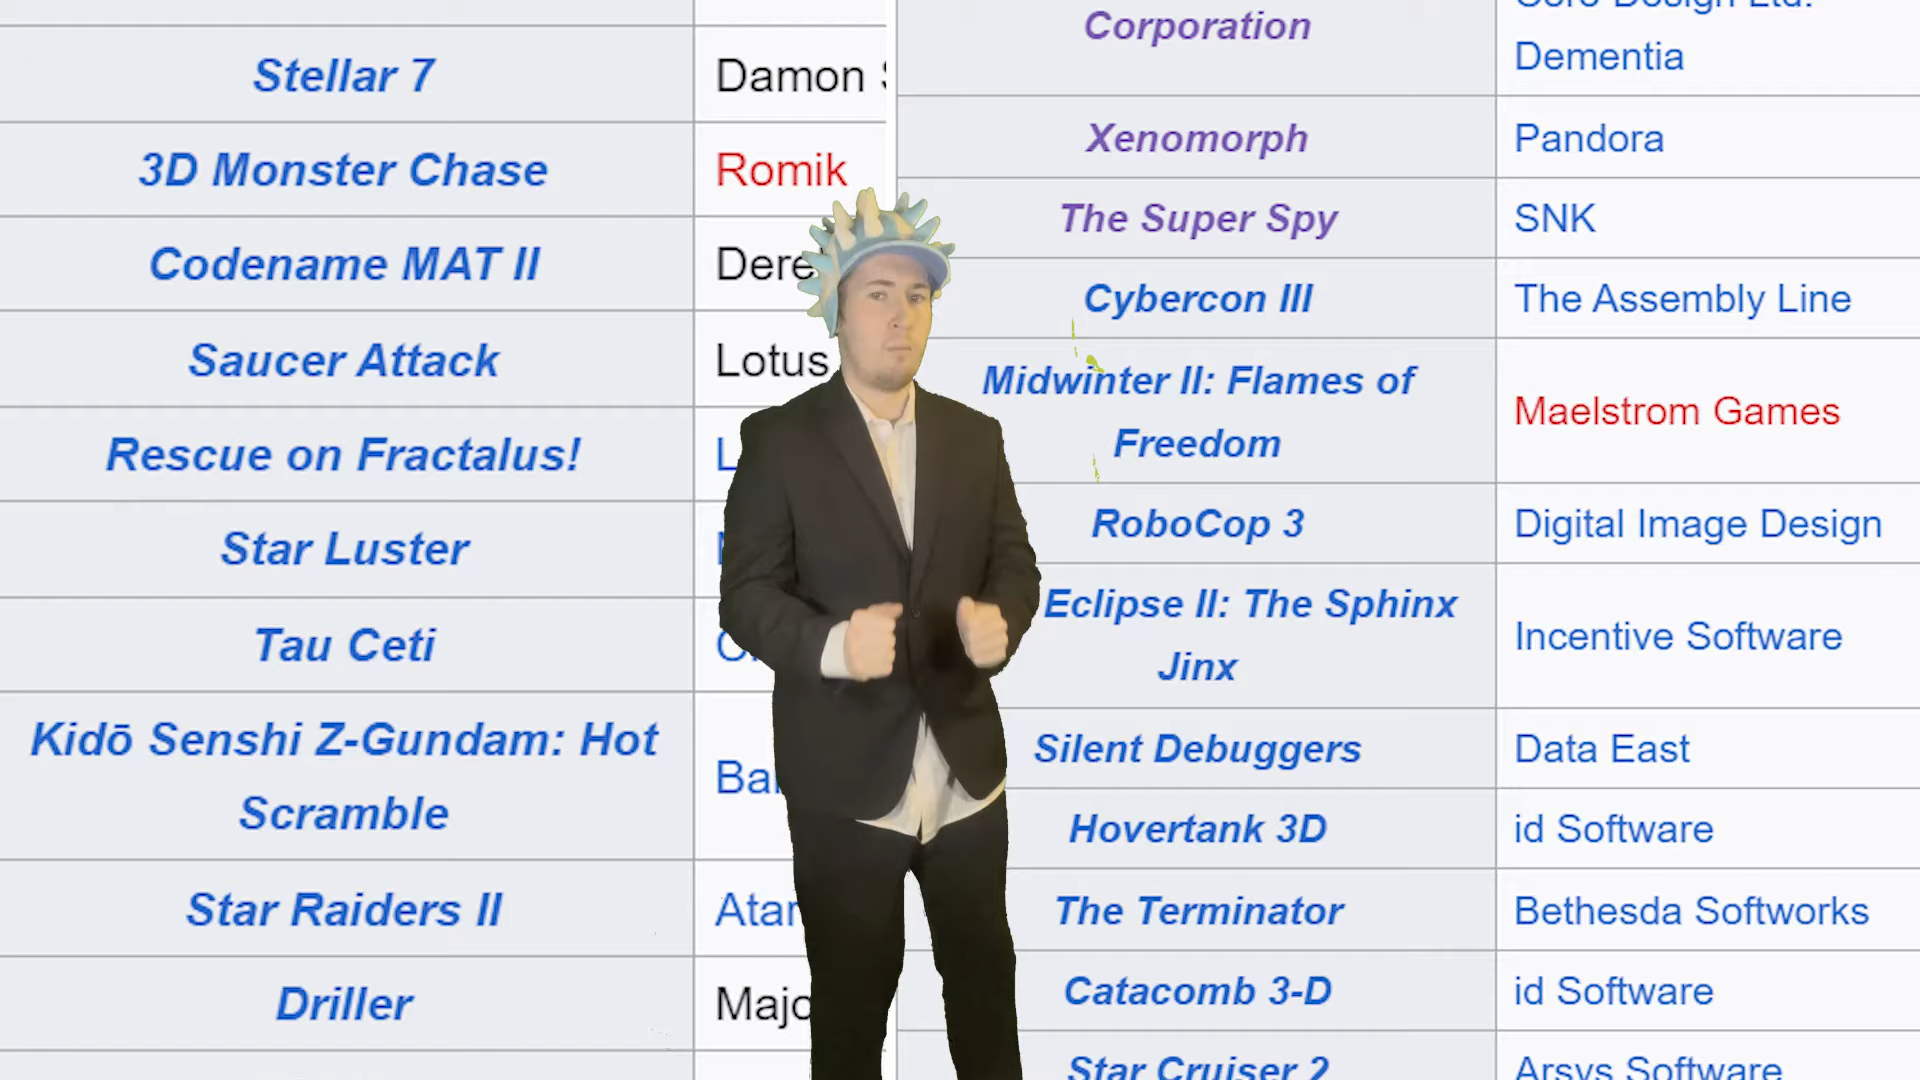 Stellar 7
Damon
3D Monster Chase
Romik
Codename MAT II
Saucer Attack
Lotus
Rescue on Fractalus!
Star Luster
Tau Ceti
Kidō Senshi Z-Gundam: Hot
Scramble
Star Raiders II
Driller
Corporation
Core Design Ltd.
Dementia
Xenomorph
Pandora
The Super Spy
SNK
Cybercon III
The Assembly Line
Midwinter II: Flames of
Freedom
Maelstrom Games
RoboCop 3
Digital Image Design
Eclipse II: The Sphinx
Jinx
Incentive Software
Silent Debuggers
Data East
Hovertank 3D
id Software
The Terminator
Bethesda Softworks
Catacomb 3-D
id Software
Star Cruiser 2
Arsys Software